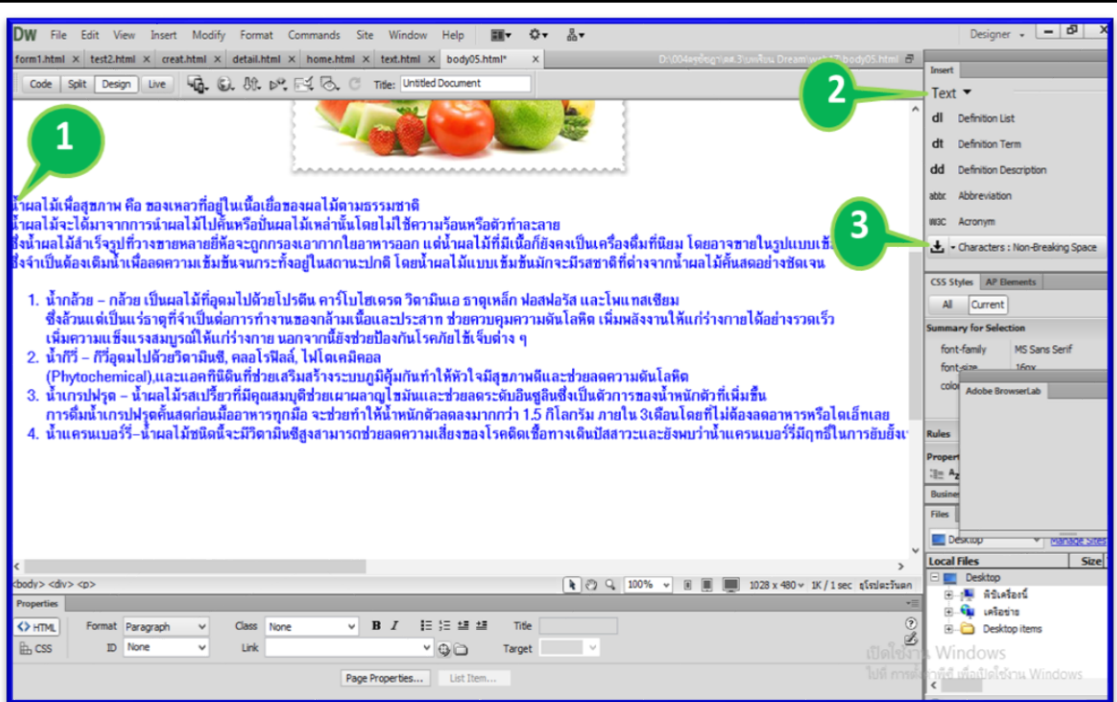 DW File Edit View Insert Modify Format Commands Site Window Help Designer
form1.html × test2.html × creat.html × detail.html × home.html × text.html × body05.html* ×
Code Split Design Live Title: Untitled Document
1
2
3
Insert
Text
dl Definition List
dt Definition Term
dd Definition Description
abbr. Abbreviation
W3C Acronym
Characters : Non-Breaking Space
น้ำผลไม้เพื่อสุขภาพ คือ ของเหลวที่อยู่ในเนื้อเยื่อของผลไม้ตามธรรมชาติ
น้ำผลไม้จะได้มาจากการนำผลไม้ไปคั้นหรือปั่นผลไม้เหล่านั้นโดยไม่ใช้ความร้อนหรือตัวทำละลาย
ซึ่งน้ำผลไม้สำเร็จรูปที่วางขายหลายยี่ห้อจะถูกกรองเอากากใยอาหารออก แต่น้ำผลไม้ที่มีเนื้อก็ยังคงเป็นเครื่องดื่มที่นิยม โดยอาจขายในรูปแบบเข้
ซึ่งจำเป็นต้องเติมน้ำเพื่อลดความเข้มข้นจนกระทั่งอยู่ในสถานะปกติ โดยน้ำผลไม้แบบเข้มข้นมักจะมีรสชาติที่ต่างจากน้ำผลไม้คั้นสดอย่างชัดเจน
1. น้ำกล้วย – กล้วย เป็นผลไม้ที่อุดมไปด้วยโปรตีน คาร์โบไฮเดรต วิตามินเอ ธาตุเหล็ก ฟอสฟอรัส และโพแทสเซียม
ซึ่งล้วนแต่เป็นแร่ธาตุที่จำเป็นต่อการทำงานของกล้ามเนื้อและประสาท ช่วยควบคุมความดันโลหิต เพิ่มพลังงานให้แก่ร่างกายได้อย่างรวดเร็ว
เพิ่มความแข็งแรงสมบูรณ์ให้แก่ร่างกาย นอกจากนี้ยังช่วยป้องกันโรคภัยไข้เจ็บต่าง ๆ
2. น้ำกีวี่ – กีวี่อุดมไปด้วยวิตามินซี, คลอโรฟิลล์, ไฟโตเคมิคอล
(Phytochemical),และแอคทินิดินที่ช่วยเสริมสร้างระบบภูมิคุ้มกันทำให้หัวใจมีสุขภาพดีและช่วยลดความดันโลหิต
3. น้ำเกรปฟรุต – น้ำผลไม้รสเปรี้ยวที่มีคุณสมบุติช่วยเผาผลาญไขมันและช่วยลดระดับอินซูลินซึ่งเป็นตัวการของน้ำหนักตัวที่เพิ่มขึ้น
การดื่มน้ำเกรปฟรุตคั้นสดก่อนมื้ออาหารทุกมื้อ จะช่วยทำให้น้ำหนักตัวลดลงมากกว่า 1.5 กิโลกรัม ภายใน 3เดือนโดยที่ไม่ต้องลดอาหารหรือไดเอ็ทเลย
4. น้ำแครนเบอร์รี่–น้ำผลไม้ชนิดนี้จะมีวิตามินซีสูงสามารถช่วยลดความเสี่ยงของโรคติดเชื้อทางเดินปัสสาวะและยังพบว่าน้ำแครนเบอร์รี่มีฤทธิ์ในการยับยั้ง
CSS Styles AP Elements
All Current
Summary for Selection
font-family MS Sans Serif
font-size 16px
Adobe BrowserLab
Rules
Files
Desktop Manage Sites
Local Files Size
Desktop
พีซีเครื่องนี้
เครือข่าย
Desktop items
<body> <div> <p> 100% 1028 x 480 1K / 1 sec ยุโรปตะวันตก
Properties
<> HTML Format Paragraph Class None B I Title
CSS ID None Link Target
Page Properties... List Item...